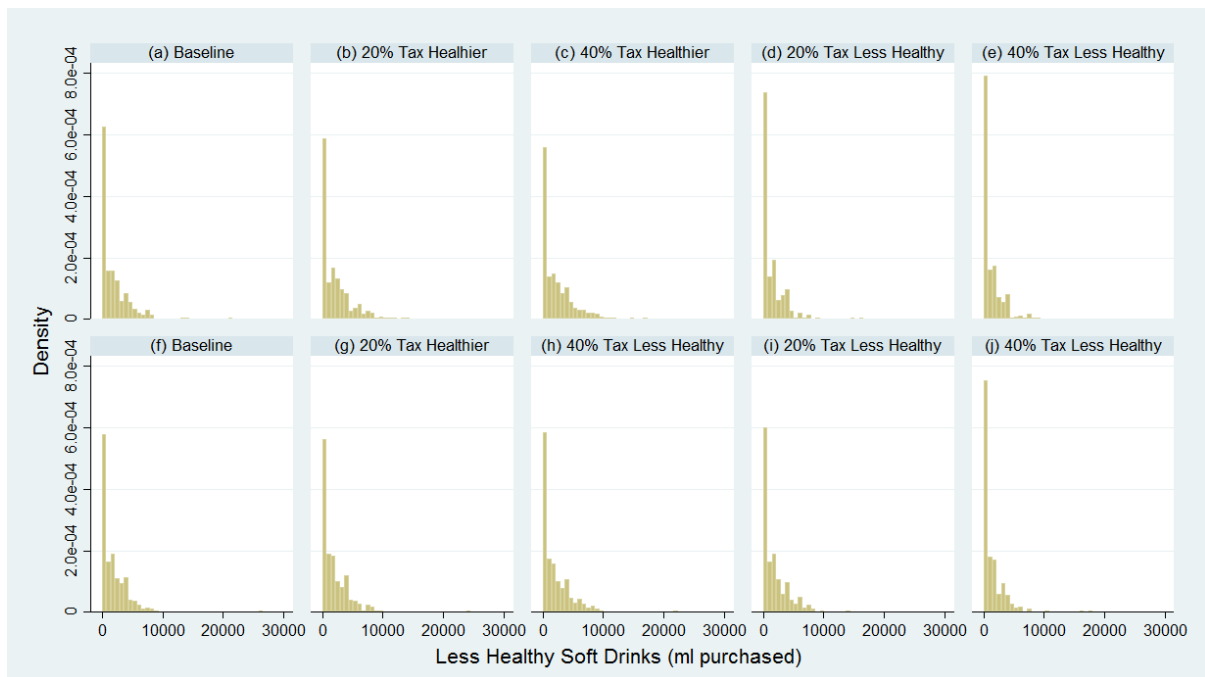 (a) Baseline
(b) 20% Tax Healhier
(c) 40% Tax Healthier
(d) 20% Tax Less Healthy
(e) 40% Tax Less Healthy
8.0e-04
6.0e-04
4.0e-04
2.0e-04
0
Density
(f) Baseline
(g) 20% Tax Healthier
(h) 40% Tax Less Healthy
(i) 20% Tax Less Healthy
(j) 40% Tax Less Healthy
8.0e-04
6.0e-04
4.0e-04
2.0e-04
0
0 10000 20000 30000
0 10000 20000 30000
0 10000 20000 30000
0 10000 20000 30000
0 10000 20000 30000
Less Healthy Soft Drinks (ml purchased)